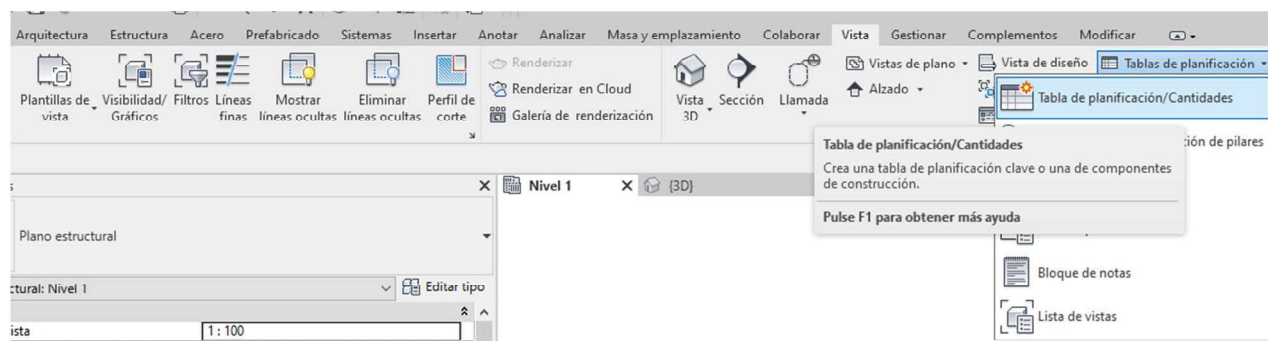 Arquitectura Estructura Acero Prefabricado Sistemas Insertar Anotar Analizar Masa y emplazamiento Colaborar Vista Gestionar Complementos Modificar
Renderizar
Renderizar en Cloud
Galería de renderización
Plantillas de vista
Visibilidad/ Gráficos
Filtros
Líneas finas
Mostrar líneas ocultas
Eliminar líneas ocultas
Perfil de corte
Vista 3D
Sección
Llamada
Vistas de plano
Alzado
Vista de diseño
Tablas de planificación
Tabla de planificación/Cantidades
ción de pilares
Tabla de planificación/Cantidades
Crea una tabla de planificación clave o una de componentes
de construcción.
Pulse F1 para obtener más ayuda
Bloque de notas
Lista de vistas
Nivel 1
{3D}
Plano estructural
ctural: Nivel 1
Editar tipo
ista 1 : 100